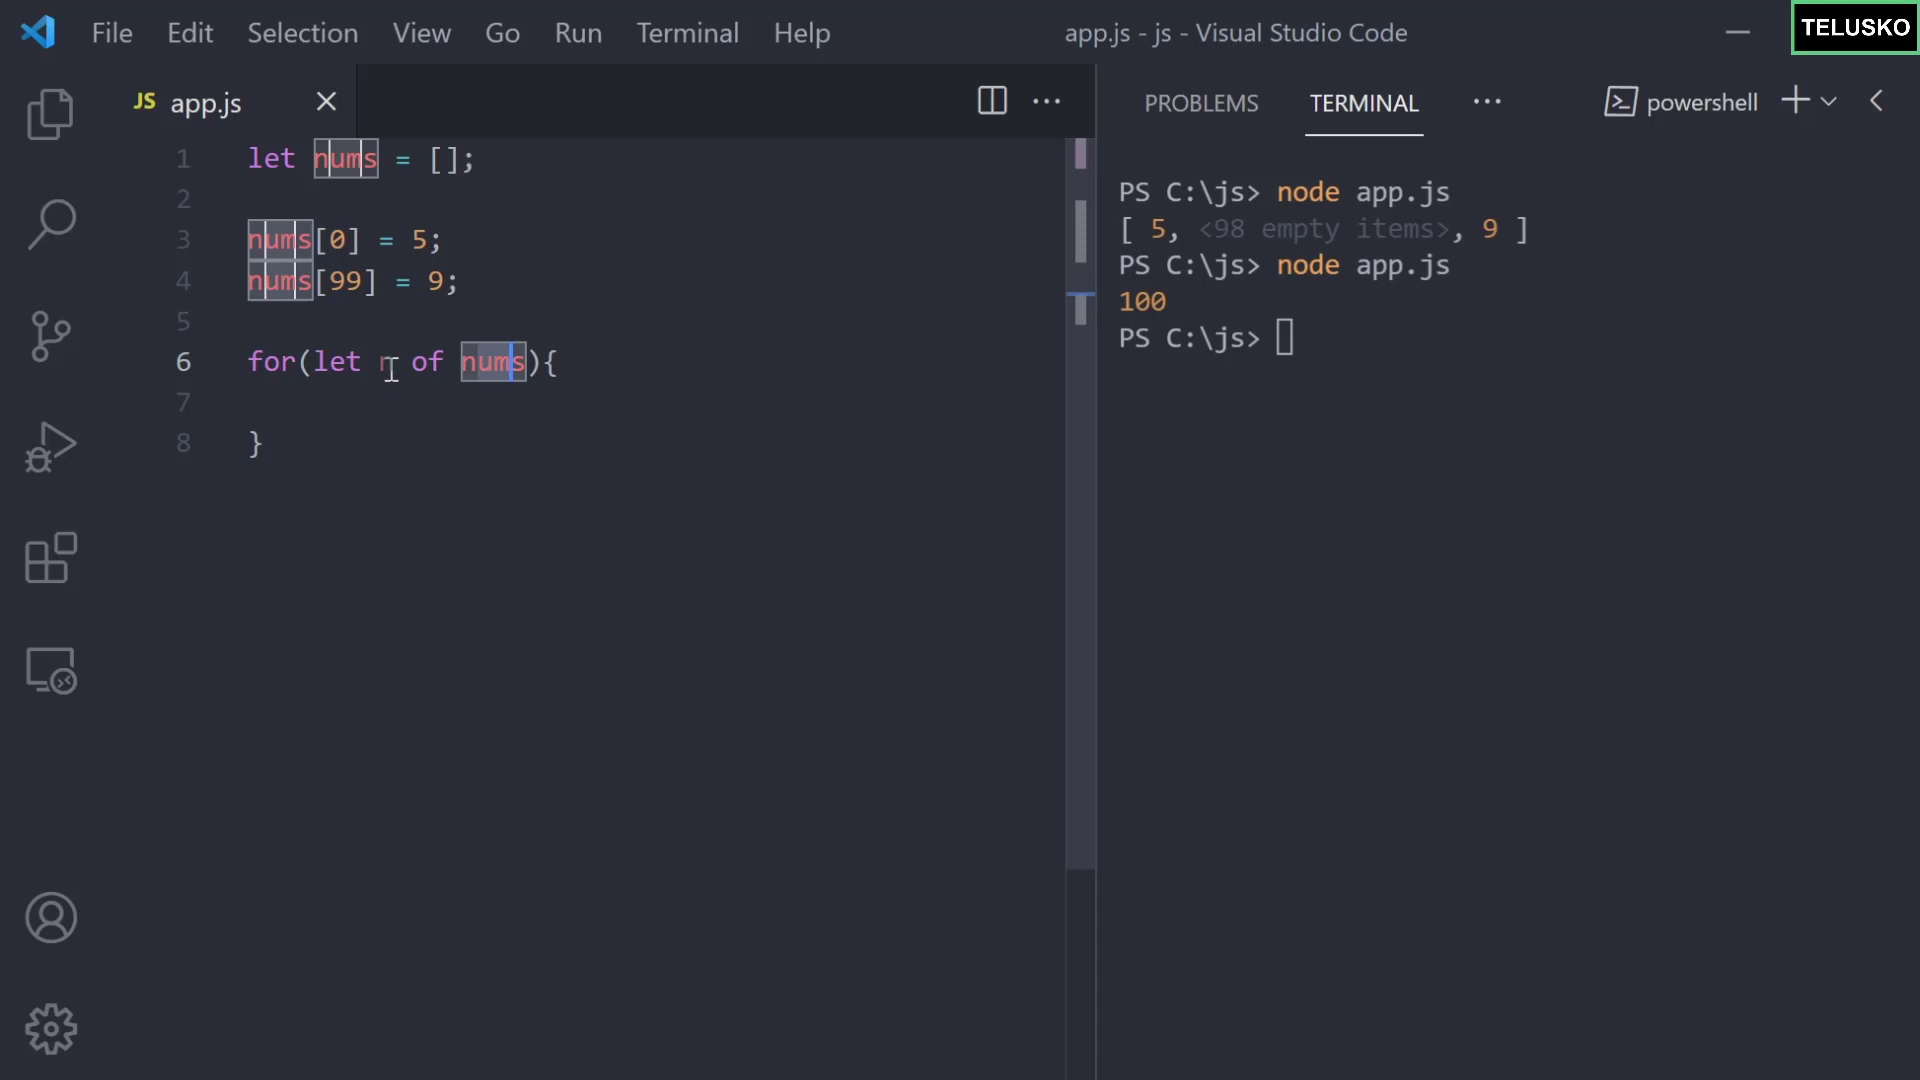 File Edit Selection View Go Run Terminal Help app.js - js - Visual Studio Code TELUSKO
JS app.js
PROBLEMS TERMINAL powershell
1 let nums = [];
2
3 nums[0] = 5;
4 nums[99] = 9;
5
6 for(let n of nums){
7
8 }
PS C:\js> node app.js
[ 5, <98 empty items>, 9 ]
PS C:\js> node app.js
100
PS C:\js>